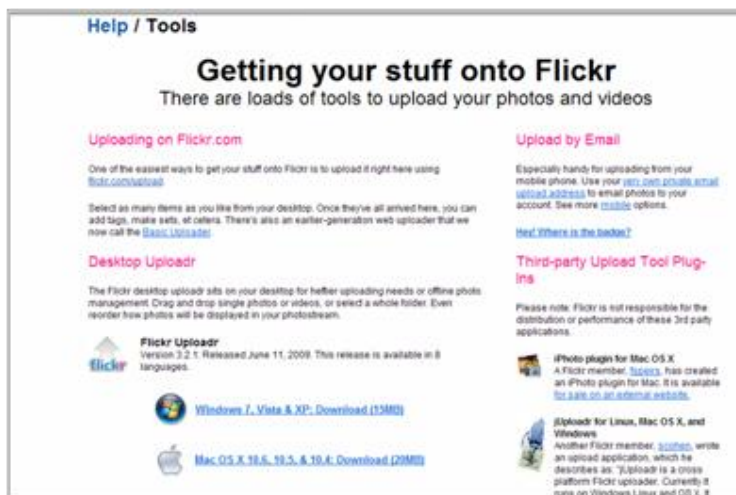 Help / Tools
Getting your stuff onto Flickr
There are loads of tools to upload your photos and videos
Uploading on Flickr.com
One of the easiest ways to get your stuff onto Flickr is to upload it right here using
flickr.com/upload.
Select as many items as you like from your desktop. Once they've all arrived here, you can
add tags, make sets, et cetera. There's also an earlier-generation web uploader that we
now call the Basic Uploader.
Desktop Uploadr
The Flickr desktop uploadr sits on your desktop for heftier uploading needs or offline photo
management. Drag and drop single photos or videos, or select a whole folder. Even
reorder how photos will be displayed in your photostream.
flickr
Flickr Uploadr
Version 3.2.1. Released June 11, 2009. This release is available in 8
languages.
Windows 7, Vista & XP: Download (15MB)
Mac OS X 10.6, 10.5, & 10.4: Download (20MB)
Upload by Email
Especially handy for uploading from your
mobile phone. Use your very own private email
upload address to email photos to your
account. See more mobile options.
Hey! Where is the badge?
Third-party Upload Tool Plug-
Ins
Please note: Flickr is not responsible for the
distribution or performance of these 3rd party
applications.
iPhoto plugin for Mac OS X
A Flickr member, fspeirs, has created
an iPhoto plugin for Mac. It is available
for sale on an external website.
jUploadr for Linux, Mac OS X, and
Windows
Another Flickr member, scohen, wrote
an upload application, which he
describes as: "jUploadr is a cross
platform Flickr uploader. Currently it
runs on Windows Linux and OS X. It